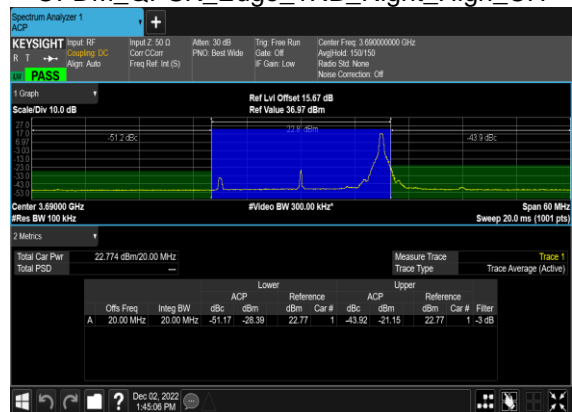 Spectrum Analyzer 1
ACP
+
KEYSIGHT Input: RF Input Z: 50 Ω Atten: 30 dB Trig: Free Run Center Freq: 3.690000000 GHz
R T Coupling: DC Corr CCorr PNO: Best Wide Gate: Off Avg|Hold: 150/150
Align: Auto Freq Ref: Int (S) IF Gain: Low Radio Std: None
Noise Correction: Off
PASS
1 Graph
Ref Lvl Offset 15.67 dB
Scale/Div 10.0 dB Ref Value 36.97 dBm
27.0
17.0 -51.2 dBc 22.8 dBm -43.9 dBc
6.97
-3.03
-13.0
-23.0
-33.0
-43.0
-53.0
Center 3.69000 GHz #Video BW 300.00 kHz* Span 60 MHz
#Res BW 100 kHz Sweep 20.0 ms (1001 pts)
2 Metrics
Total Car Pwr 22.774 dBm/20.00 MHz Measure Trace Trace 1
Total PSD --- Trace Type Trace Average (Active)
Lower Upper
ACP Reference ACP Reference
Offs Freq Integ BW dBc dBm dBm Car # dBc dBm dBm Car # Filter
A 20.00 MHz 20.00 MHz -51.17 -28.39 22.77 1 -43.92 -21.15 22.77 1 -3 dB
? Dec 02, 2022
1:45:06 PM